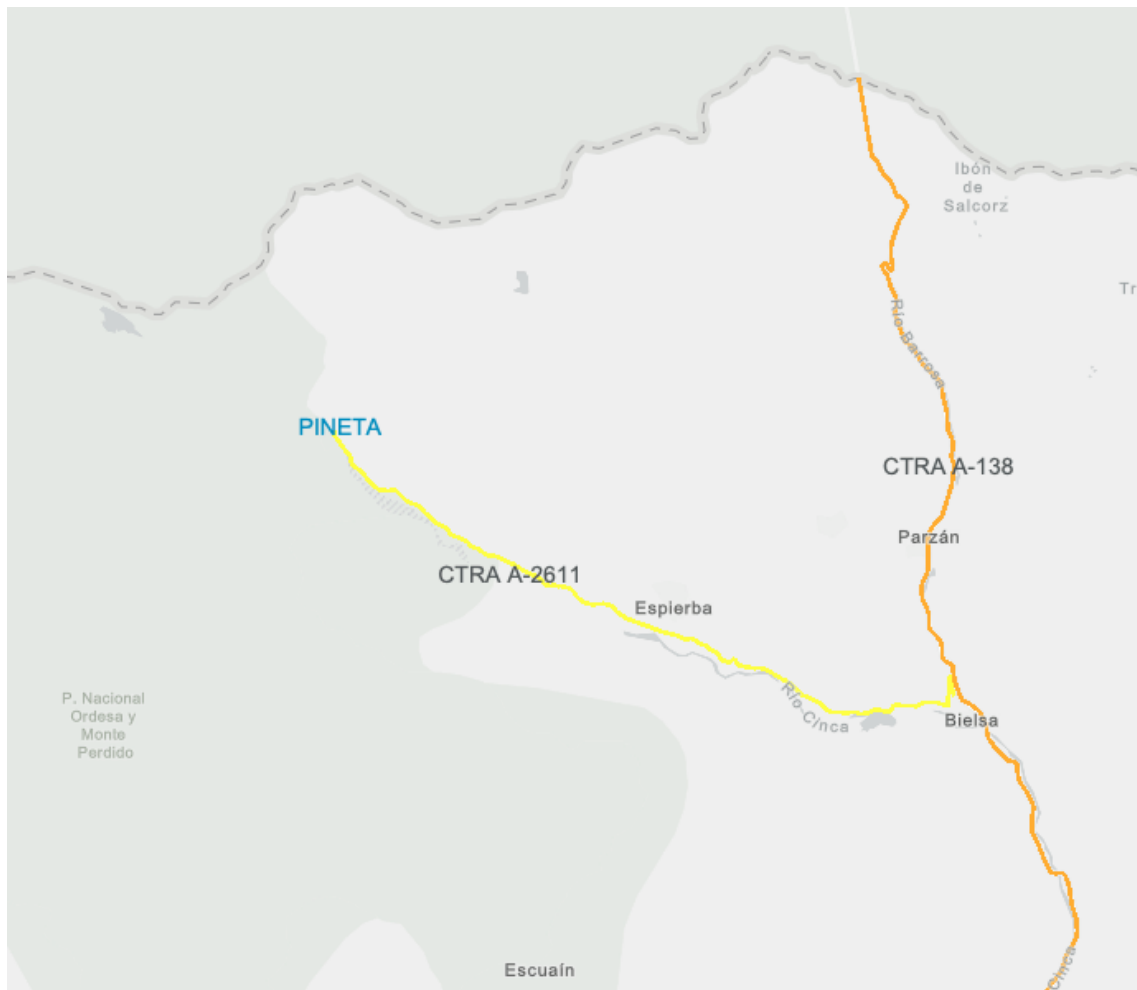 Ibón
de
Salcorz
Tr
Río Barrosa
PINETA
CTRA A-138
Parzán
CTRA A-2611
Espierba
Río Cinca
P. Nacional
Ordesa y
Monte
Perdido
Bielsa
Escuaín
Cinca